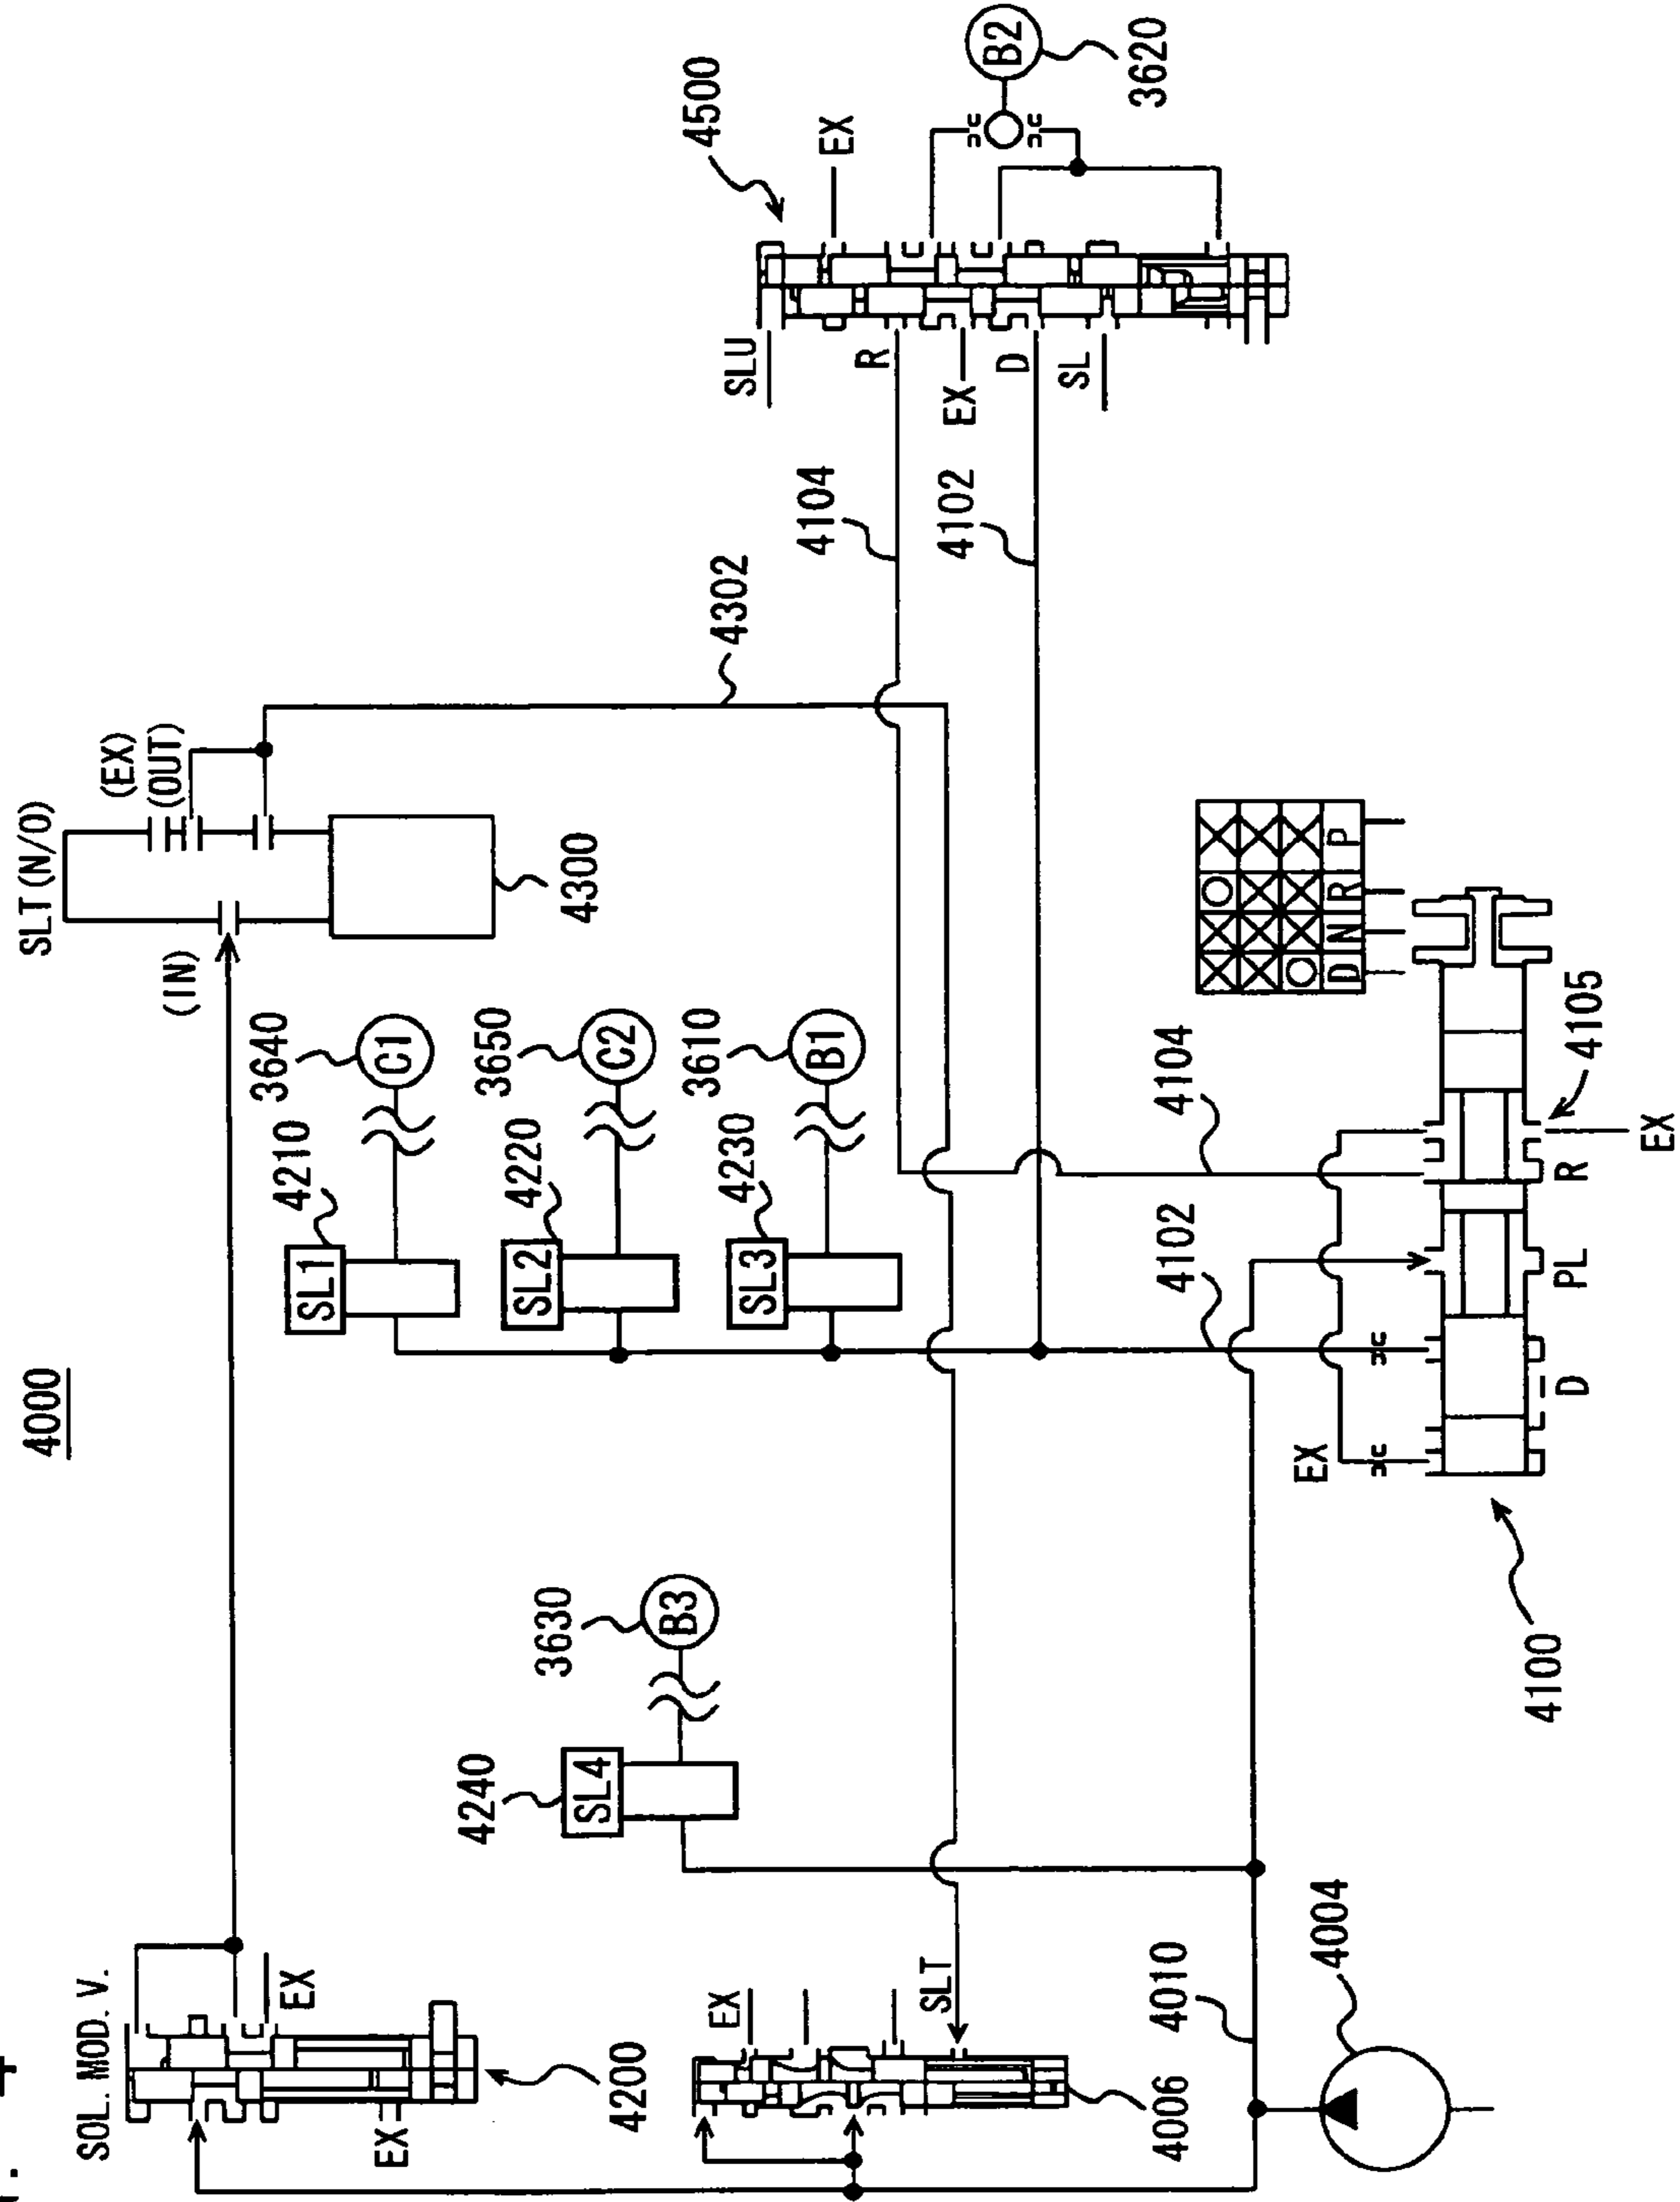 4000
SLT(N/O)
(EX)
(OUT)
(IN)
4300
4302
SOL. MOD. V.
EX
EX
4200
4210
SL1
3640
C1
4220
SL2
3650
C2
4230
SL3
3610
B1
4240
SL4
3630
B3
4500
EX
SLU
R
EX
D
SL
B2
3620
4104
4102
EX
SLT
4006
4010
4004
4102
4104
4105
EX
D
PL
R
EX
4100
D
N
R
P